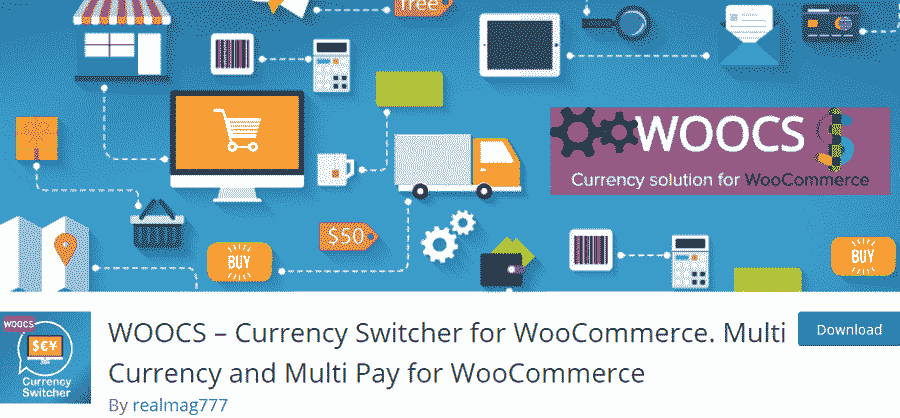 free
WOOCS $
Currency solution for WooCommerce
$50
BUY
BUY
WOOCS
$€¥
Currency
Switcher
WOOCS – Currency Switcher for WooCommerce. Multi
Currency and Multi Pay for WooCommerce
By realmag777
Download